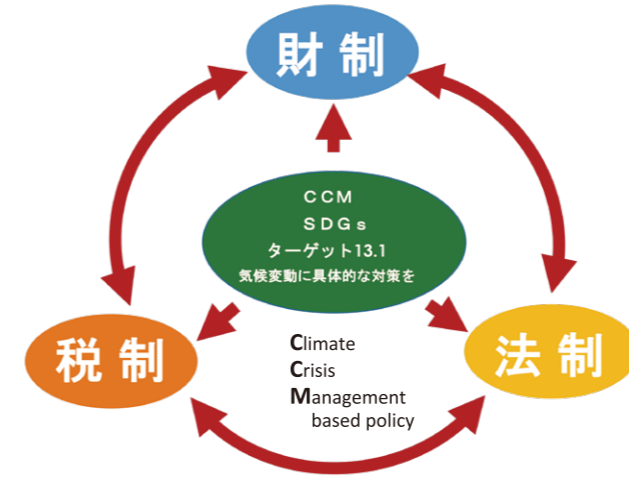 財制
CCM
SDGs
ターゲット13.1
気候変動に具体的な対策を
税制
法制
Climate
Crisis
Management
based policy